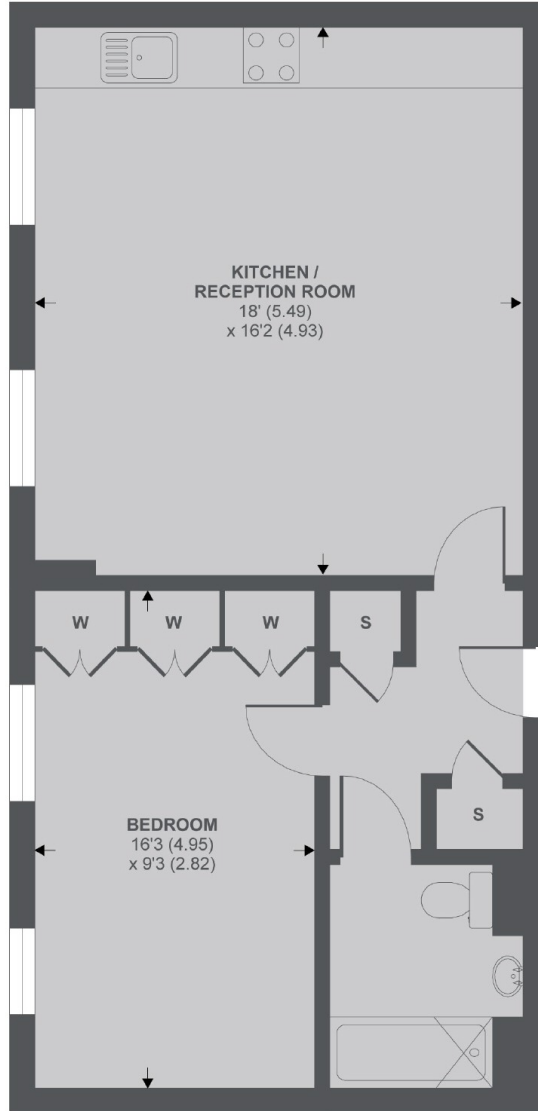 KITCHEN /
RECEPTION ROOM
18' (5.49)
x 16'2 (4.93)
W
W
W
S
S
BEDROOM
16'3 (4.95)
x 9'3 (2.82)